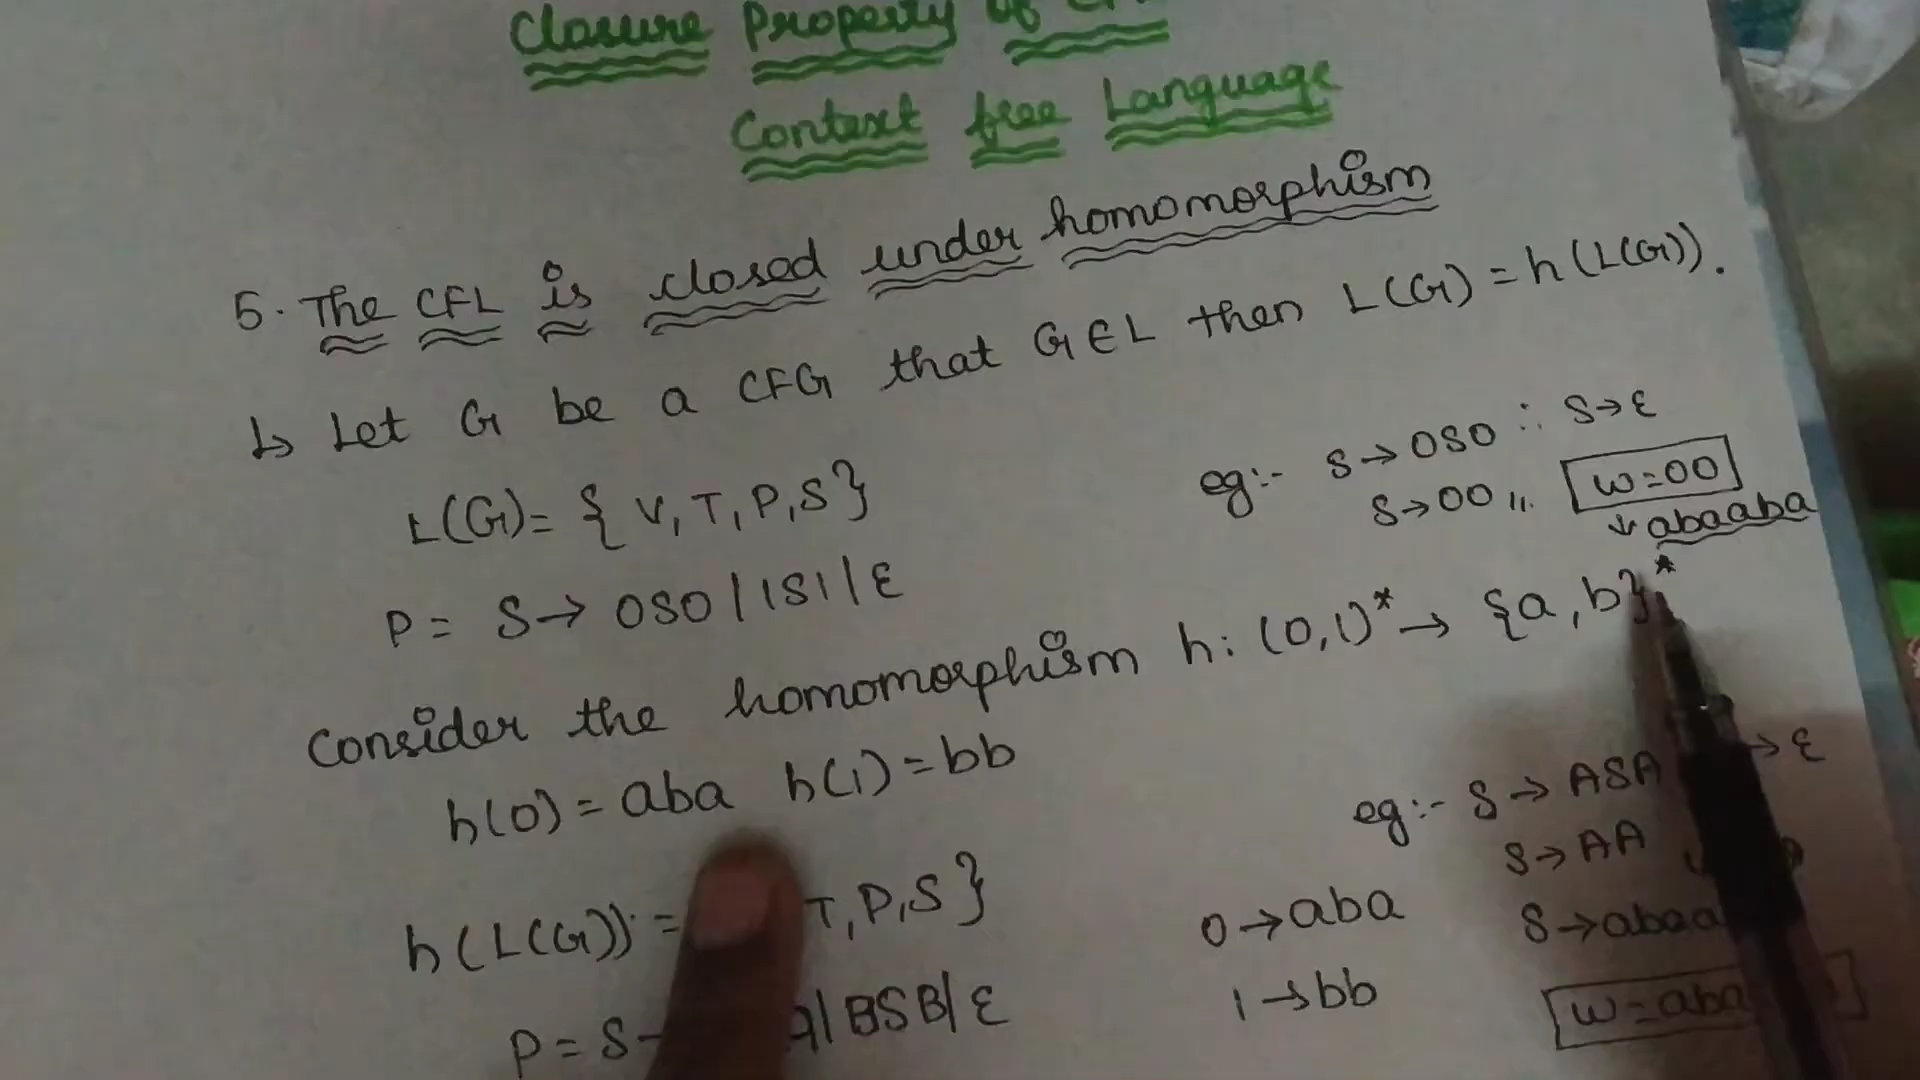 Closure Property of
Context free Language
5. The CFL is closed under homomorphism
↳ Let G be a CFG that G∈L then L(G) = h(L(G)).
L(G) = { V, T, P, S}
P = S → 0S0 | 1S1 | ε
eg:- S → 0S0 ∵ S → ε
S → 00 ,,. w = 00
↓ abaaba
Consider the homomorphism h: (0,1)* → {a, b}*
h(0) = aba h(1) = bb
h(L(G)) = T, P, S }
P = S | BSB | ε
0 → aba
1 → bb
eg:- S → ASA → ε
S → AA
S → abaa
w = aba